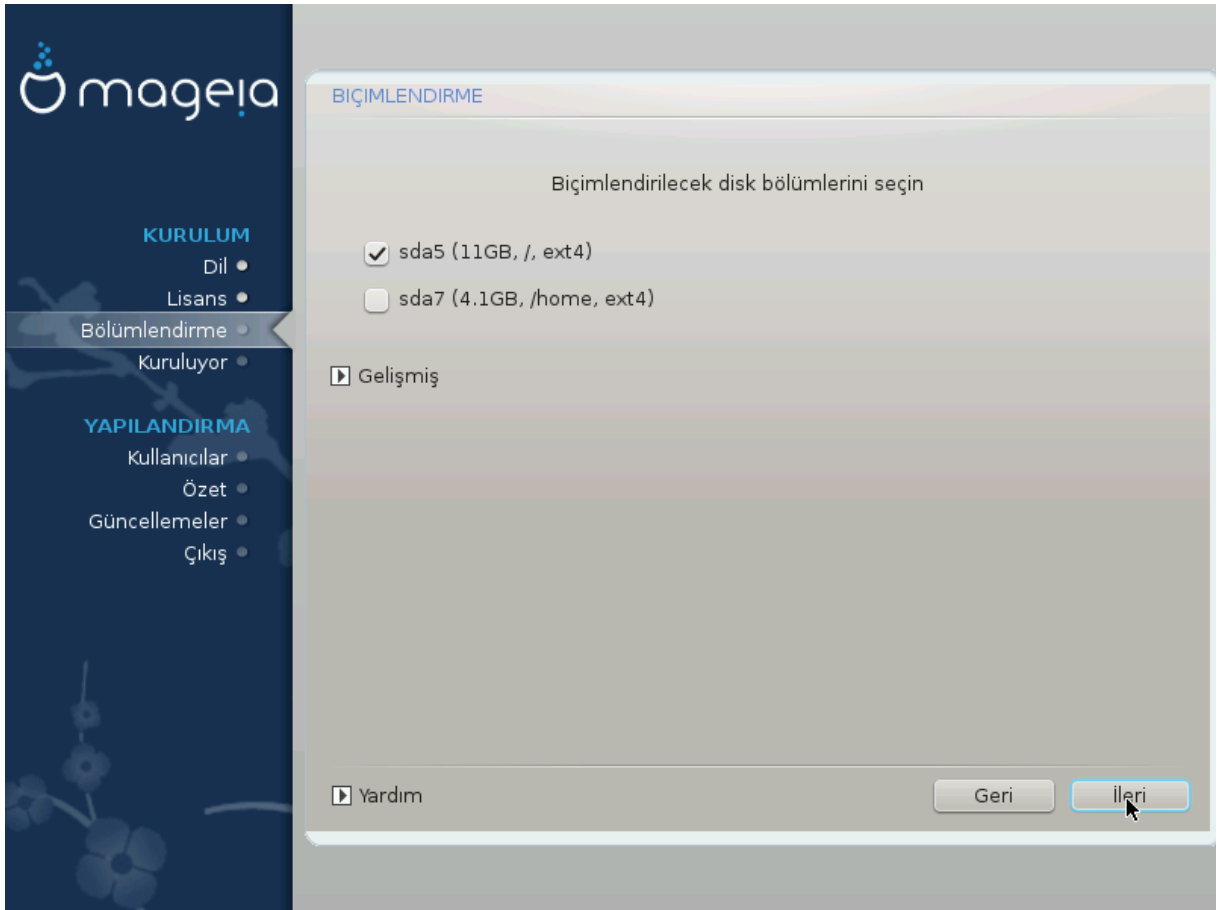 mageia
KURULUM
Dil
Lisans
Bölümlendirme
Kuruluyor
YAPILANDIRMA
Kullanıcılar
Özet
Güncellemeler
Çıkış
BIÇIMLENDIRME
Biçimlendirilecek disk bölümlerini seçin
sda5 (11GB, /, ext4)
sda7 (4.1GB, /home, ext4)
Gelişmiş
Yardım
Geri
İleri